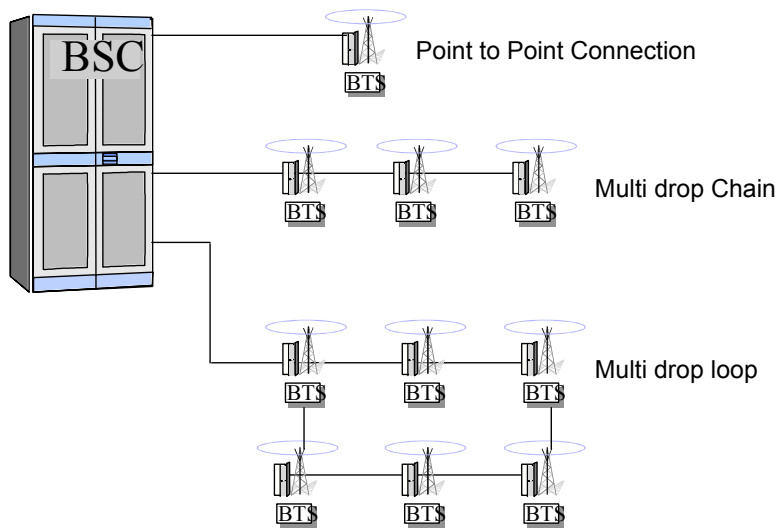 BSC
Point to Point Connection
BTS
BTS BTS BTS
Multi drop Chain
BTS BTS BTS
Multi drop loop
BTS BTS BTS